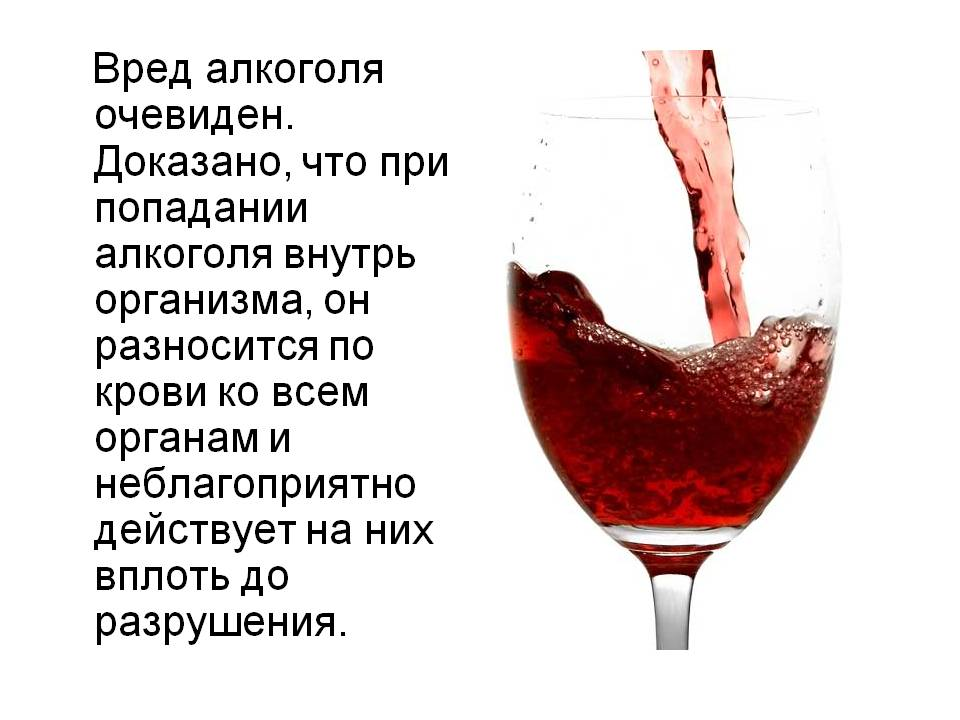 Вред алкоголя
очевиден.
Доказано, что при
попадании
алкоголя внутрь
организма, он
разносится по
крови ко всем
органам и
неблагоприятно
действует на них
вплоть до
разрушения.